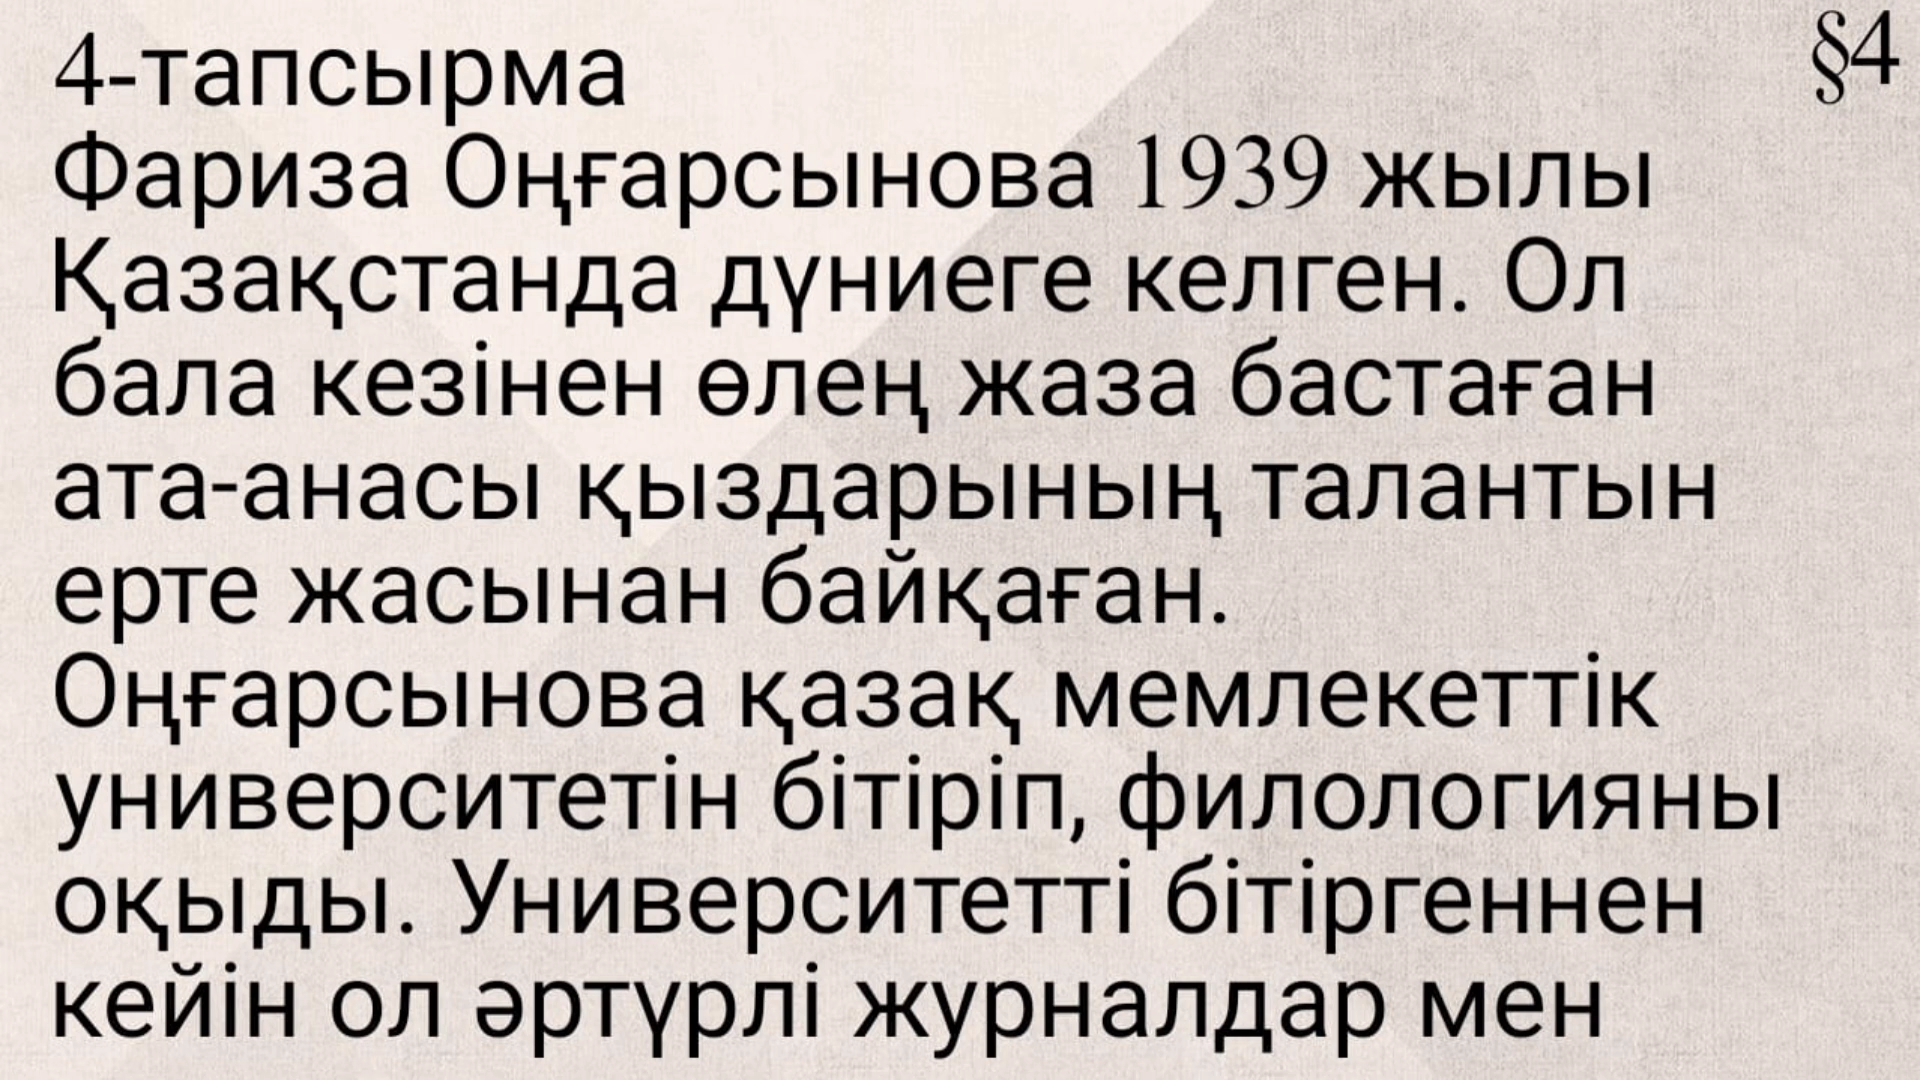 §4
4-тапсырма
Фариза Оңғарсынова 1939 жылы
Қазақстанда дүниеге келген. Ол
бала кезінен өлең жаза бастаған
ата-анасы қыздарының талантын
ерте жасынан байқаған.
Оңғарсынова қазақ мемлекеттік
университетін бітіріп, филологияны
оқыды. Университетті бітіргеннен
кейін ол әртүрлі журналдар мен